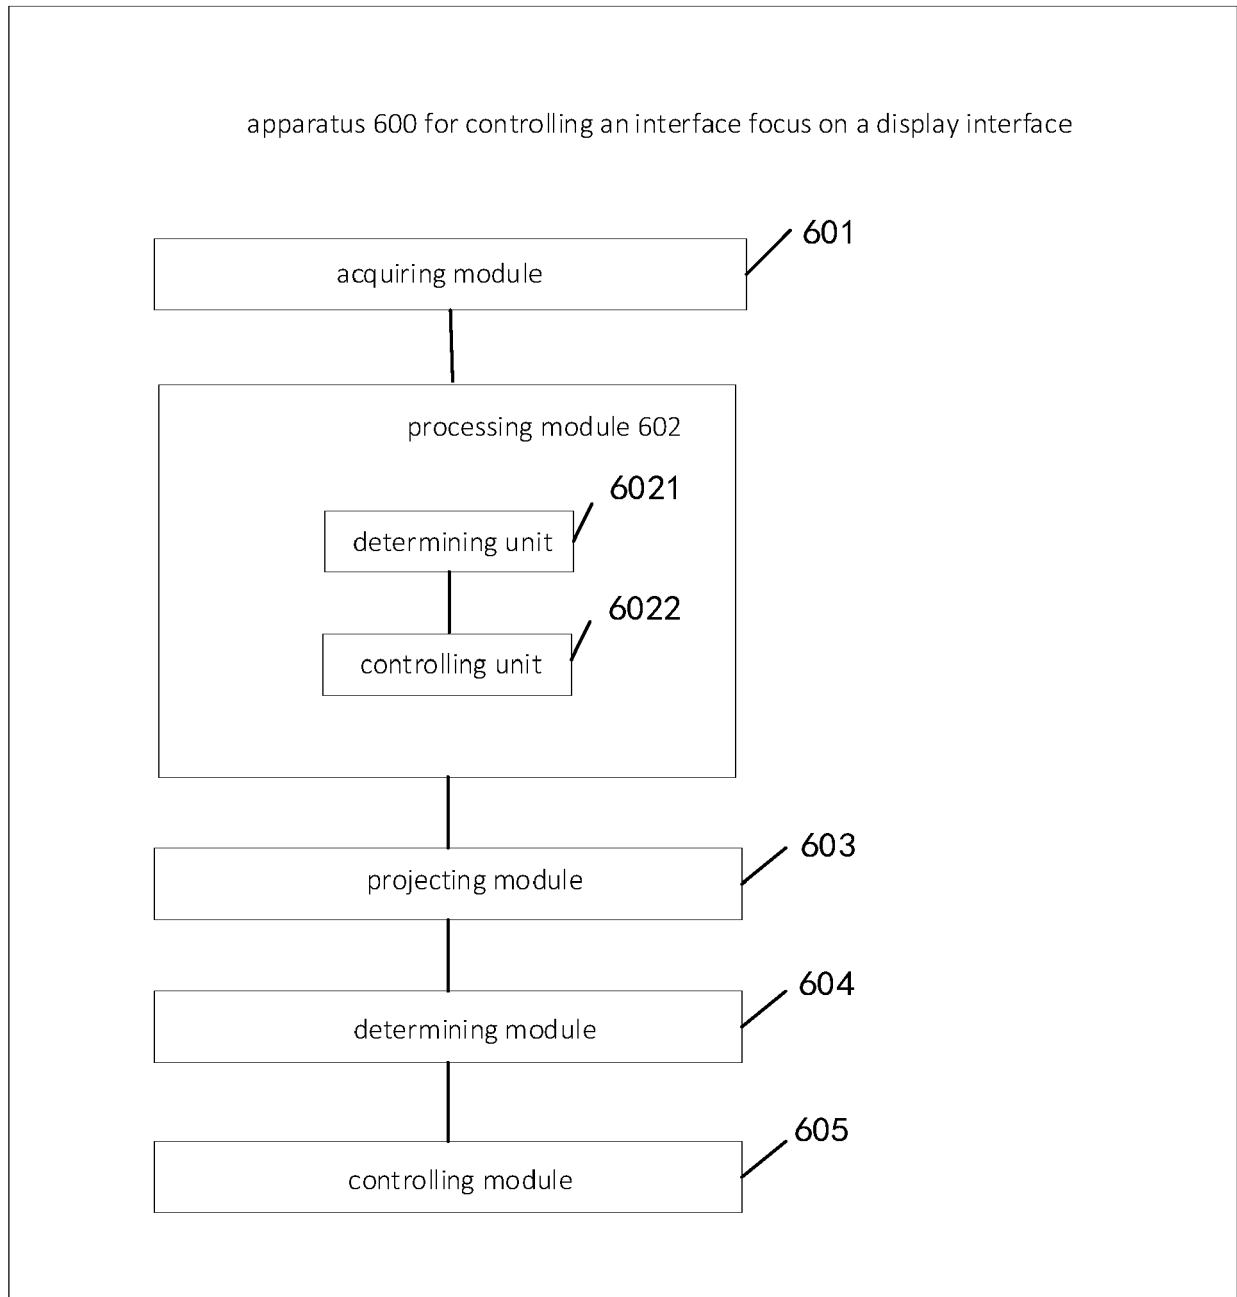 apparatus 600 for controlling an interface focus on a display interface
601
acquiring module
processing module 602
6021
determining unit
6022
controlling unit
603
projecting module
604
determining module
605
controlling module